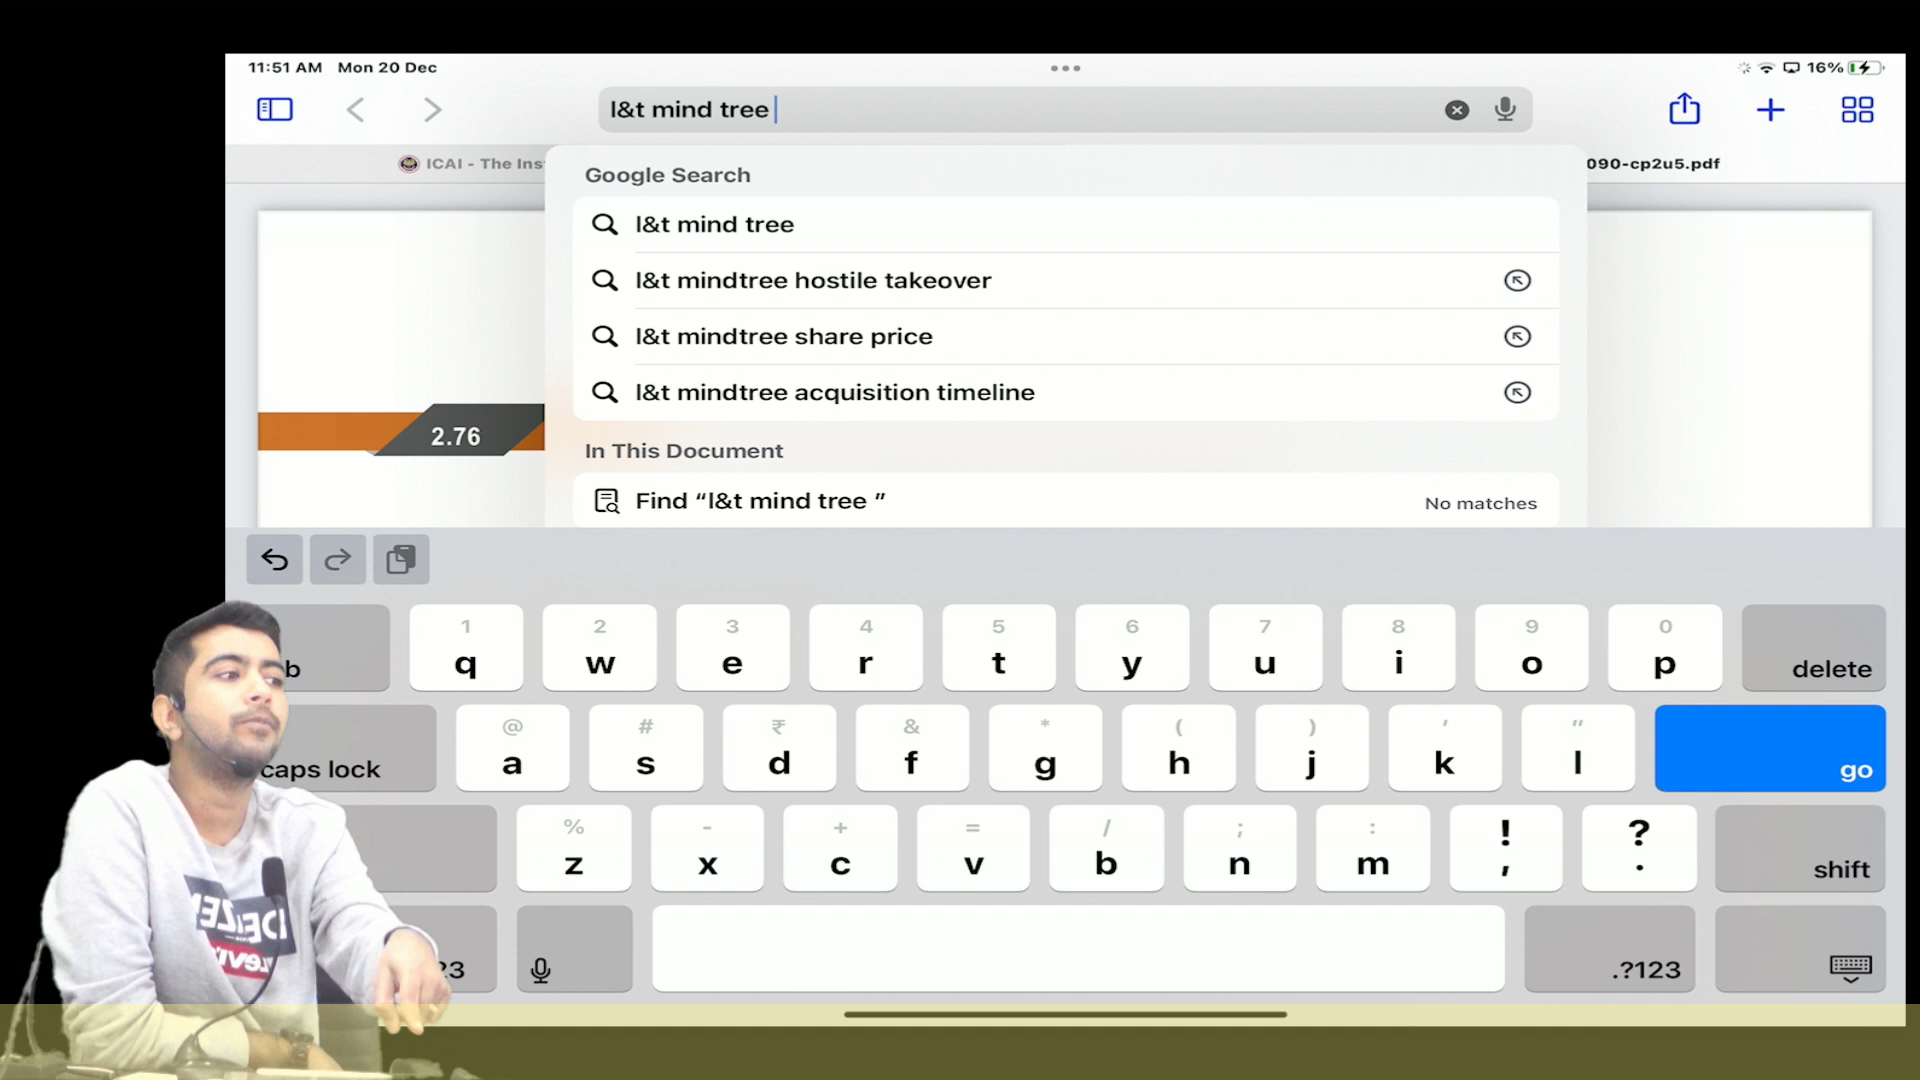 11:51 AM Mon 20 Dec
16%
l&t mind tree
ICAI - The Ins
090-cp2u5.pdf
Google Search
l&t mind tree
l&t mindtree hostile takeover
l&t mindtree share price
l&t mindtree acquisition timeline
2.76
In This Document
Find “l&t mind tree ”
No matches
1 2 3 4 5 6 7 8 9 0
b q w e r t y u i o p delete
@ # ₹ & * ( ) ' "
caps lock a s d f g h j k l go
% - + = / ; : ! ?
z x c v b n m , . shift
23 .?123